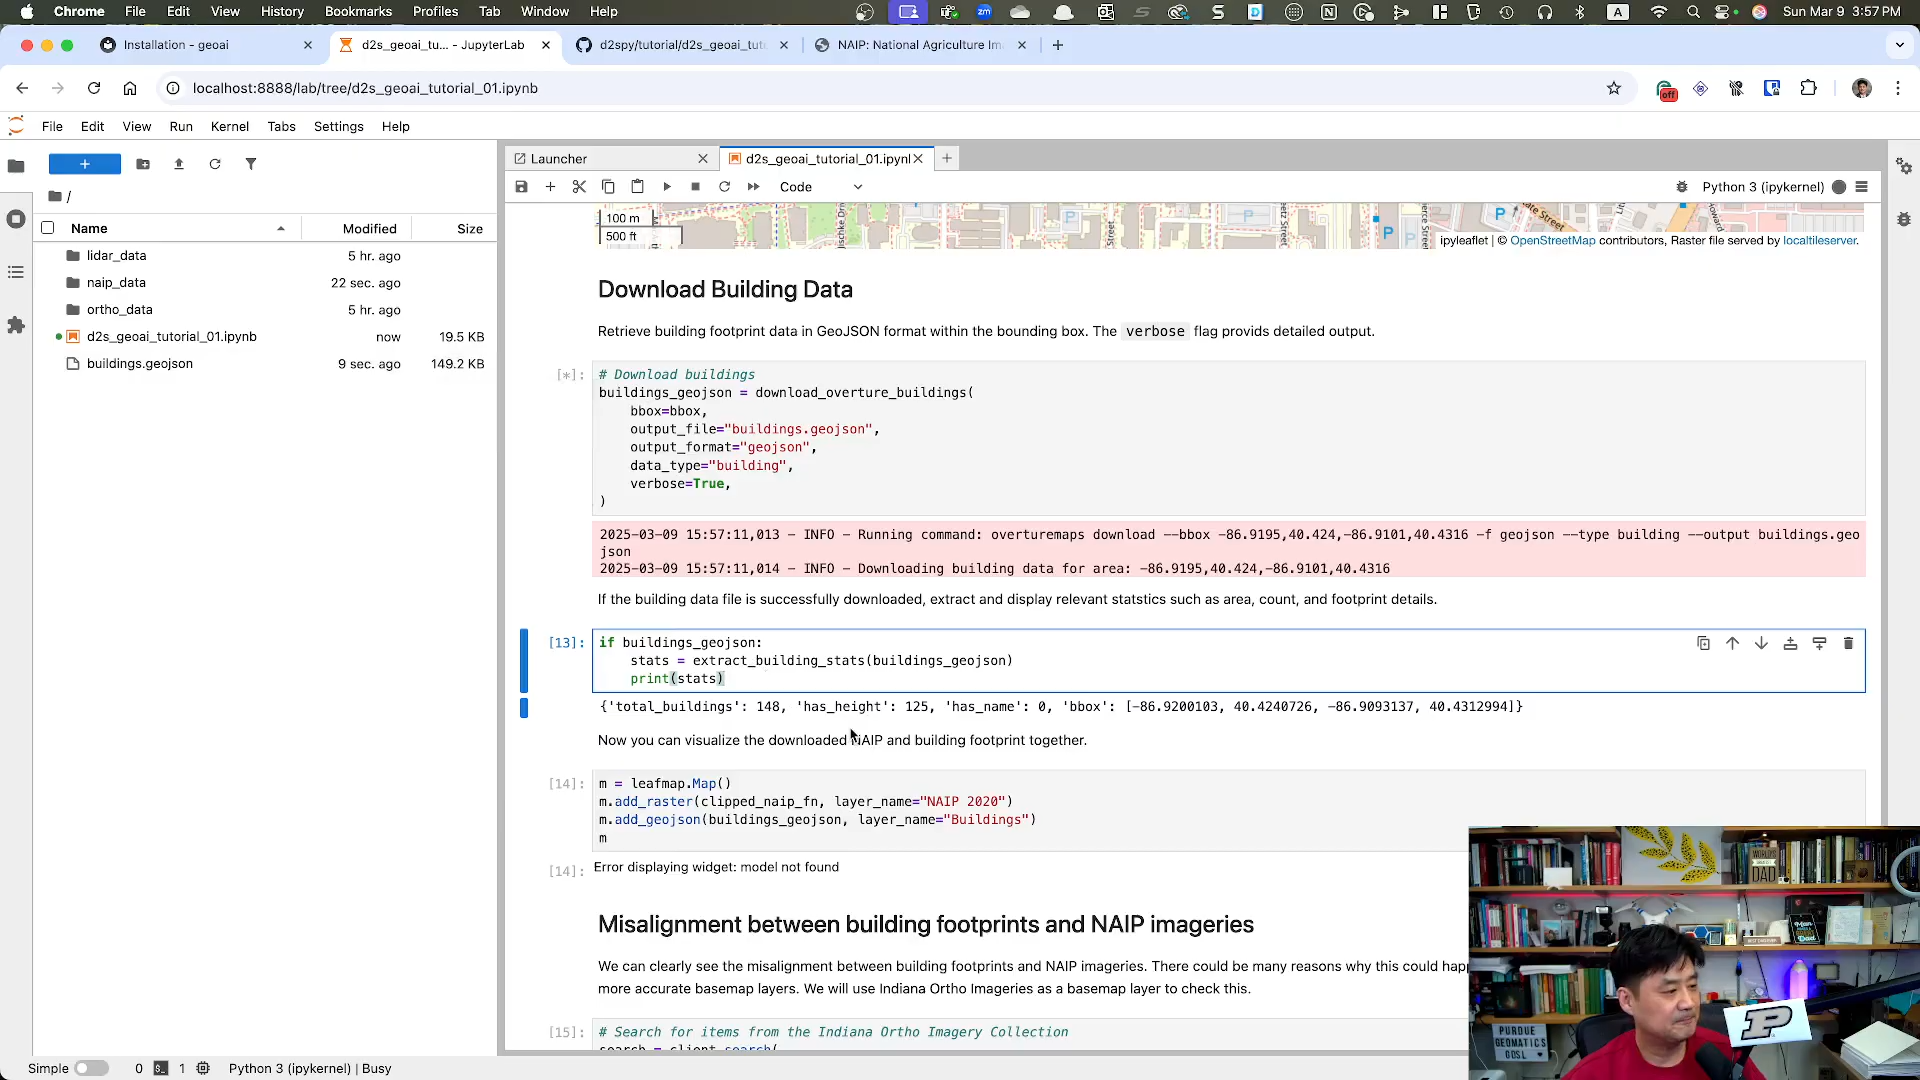 Chrome File Edit View History Bookmarks Profiles Tab Window Help
Sun Mar 9 3:57 PM
Installation - geoai
d2s_geoai_tu... - JupyterLab
d2spy/tutorial/d2s_geoai_tut
NAIP: National Agriculture Im
localhost:8888/lab/tree/d2s_geoai_tutorial_01.ipynb
off
File Edit View Run Kernel Tabs Settings Help
/
Name Modified Size
lidar_data 5 hr. ago
naip_data 22 sec. ago
ortho_data 5 hr. ago
d2s_geoai_tutorial_01.ipynb now 19.5 KB
buildings.geojson 9 sec. ago 149.2 KB
Launcher
d2s_geoai_tutorial_01.ipynl
Code
Python 3 (ipykernel)
100 m
500 ft
ipyleaflet | © OpenStreetMap contributors, Raster file served by localtileserver.
Download Building Data
Retrieve building footprint data in GeoJSON format within the bounding box. The verbose flag provids detailed output.
[*]: # Download buildings
buildings_geojson = download_overture_buildings(
bbox=bbox,
output_file="buildings.geojson",
output_format="geojson",
data_type="building",
verbose=True,
)
2025-03-09 15:57:11,013 - INFO - Running command: overturemaps download --bbox -86.9195,40.424,-86.9101,40.4316 -f geojson --type building --output buildings.geo
json
2025-03-09 15:57:11,014 - INFO - Downloading building data for area: -86.9195,40.424,-86.9101,40.4316
If the building data file is successfully downloaded, extract and display relevant statstics such as area, count, and footprint details.
[13]: if buildings_geojson:
stats = extract_building_stats(buildings_geojson)
print(stats)
{'total_buildings': 148, 'has_height': 125, 'has_name': 0, 'bbox': [-86.9200103, 40.4240726, -86.9093137, 40.4312994]}
Now you can visualize the downloaded NAIP and building footprint together.
[14]: m = leafmap.Map()
m.add_raster(clipped_naip_fn, layer_name="NAIP 2020")
m.add_geojson(buildings_geojson, layer_name="Buildings")
m
[14]: Error displaying widget: model not found
Misalignment between building footprints and NAIP imageries
We can clearly see the misalignment between building footprints and NAIP imageries. There could be many reasons why this could happ
more accurate basemap layers. We will use Indiana Ortho Imageries as a basemap layer to check this.
[15]: # Search for items from the Indiana Ortho Imagery Collection
search = client.search(
WORLD'S
DAD
PURDUE
GEOMATICS
GDSL
P
Simple 0 1 Python 3 (ipykernel) | Busy